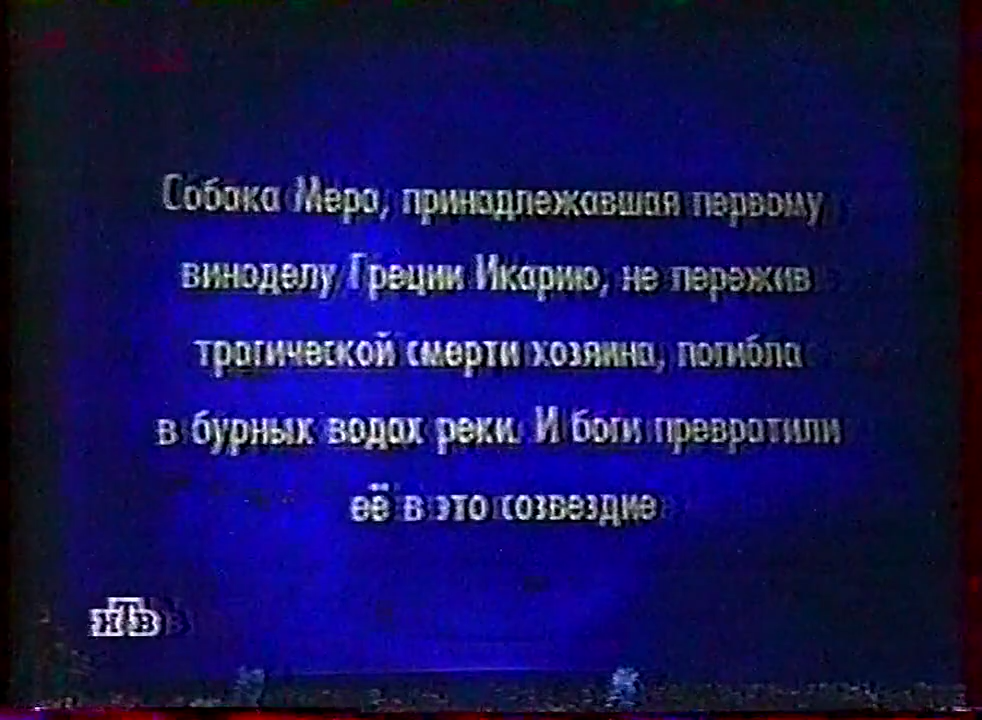 Собака Мера, принадлежавшая первому
виноделу Греции Икарию, не пережив
трагической смерти хозяина, погибла
в бурных водах реки. И боги превратили
её в это созвездие
НТВ